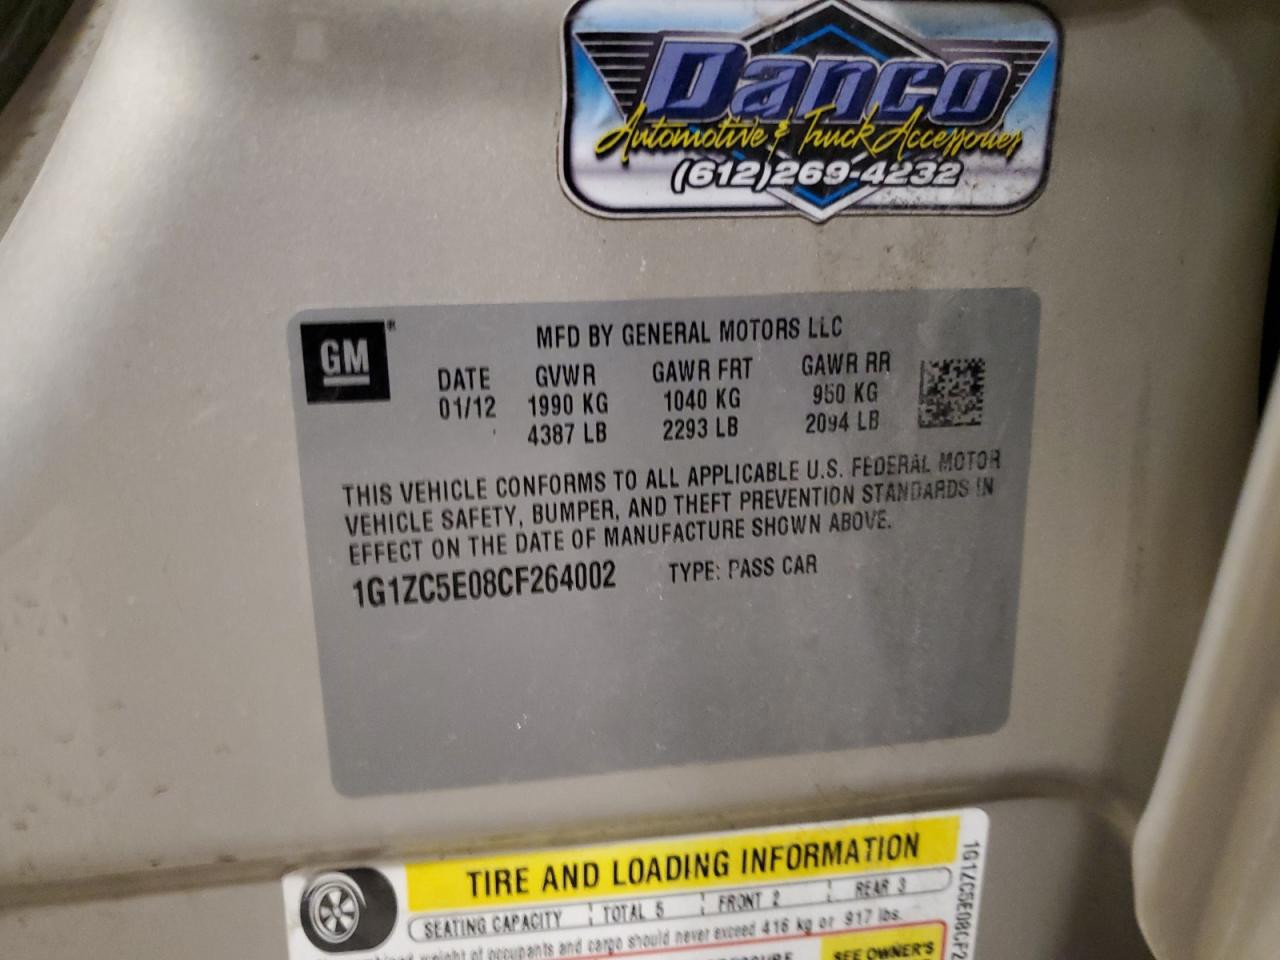 Danco
Automotive & Truck Accessories
(612)269-4232
GM®
MFD BY GENERAL MOTORS LLC
DATE GVWR GAWR FRT GAWR RR
01/12 1990 KG 1040 KG 950 KG
4387 LB 2293 LB 2094 LB
THIS VEHICLE CONFORMS TO ALL APPLICABLE U.S. FEDERAL MOTOR
VEHICLE SAFETY, BUMPER, AND THEFT PREVENTION STANDARDS IN
EFFECT ON THE DATE OF MANUFACTURE SHOWN ABOVE.
1G1ZC5E08CF264002 TYPE: PASS CAR
TIRE AND LOADING INFORMATION
SEATING CAPACITY TOTAL 5 FRONT 2 REAR 3
weight of occupants and cargo should never exceed 416 kg or 917 lbs.
SEE OWNER'S
1G1ZC5E08CF2